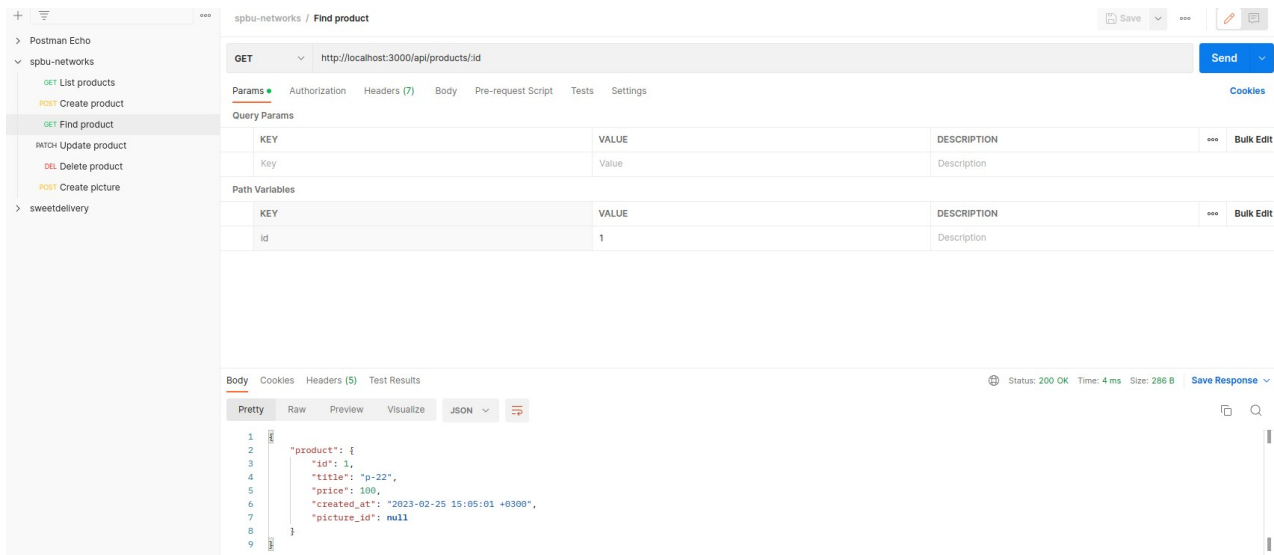 spbu-networks / Find product
Save
Postman Echo
spbu-networks
GET List products
POST Create product
GET Find product
PATCH Update product
DEL Delete product
POST Create picture
sweetdelivery
GET http://localhost:3000/api/products/:id Send
Params Authorization Headers (7) Body Pre-request Script Tests Settings Cookies
Query Params
KEY VALUE DESCRIPTION Bulk Edit
Key Value Description
Path Variables
KEY VALUE DESCRIPTION Bulk Edit
id 1 Description
Body Cookies Headers (5) Test Results Status: 200 OK Time: 4 ms Size: 286 B Save Response
Pretty Raw Preview Visualize JSON
1 {
2 "product": {
3 "id": 1,
4 "title": "p-22",
5 "price": 100,
6 "created_at": "2023-02-25 15:05:01 +0300",
7 "picture_id": null
8 }
9 }